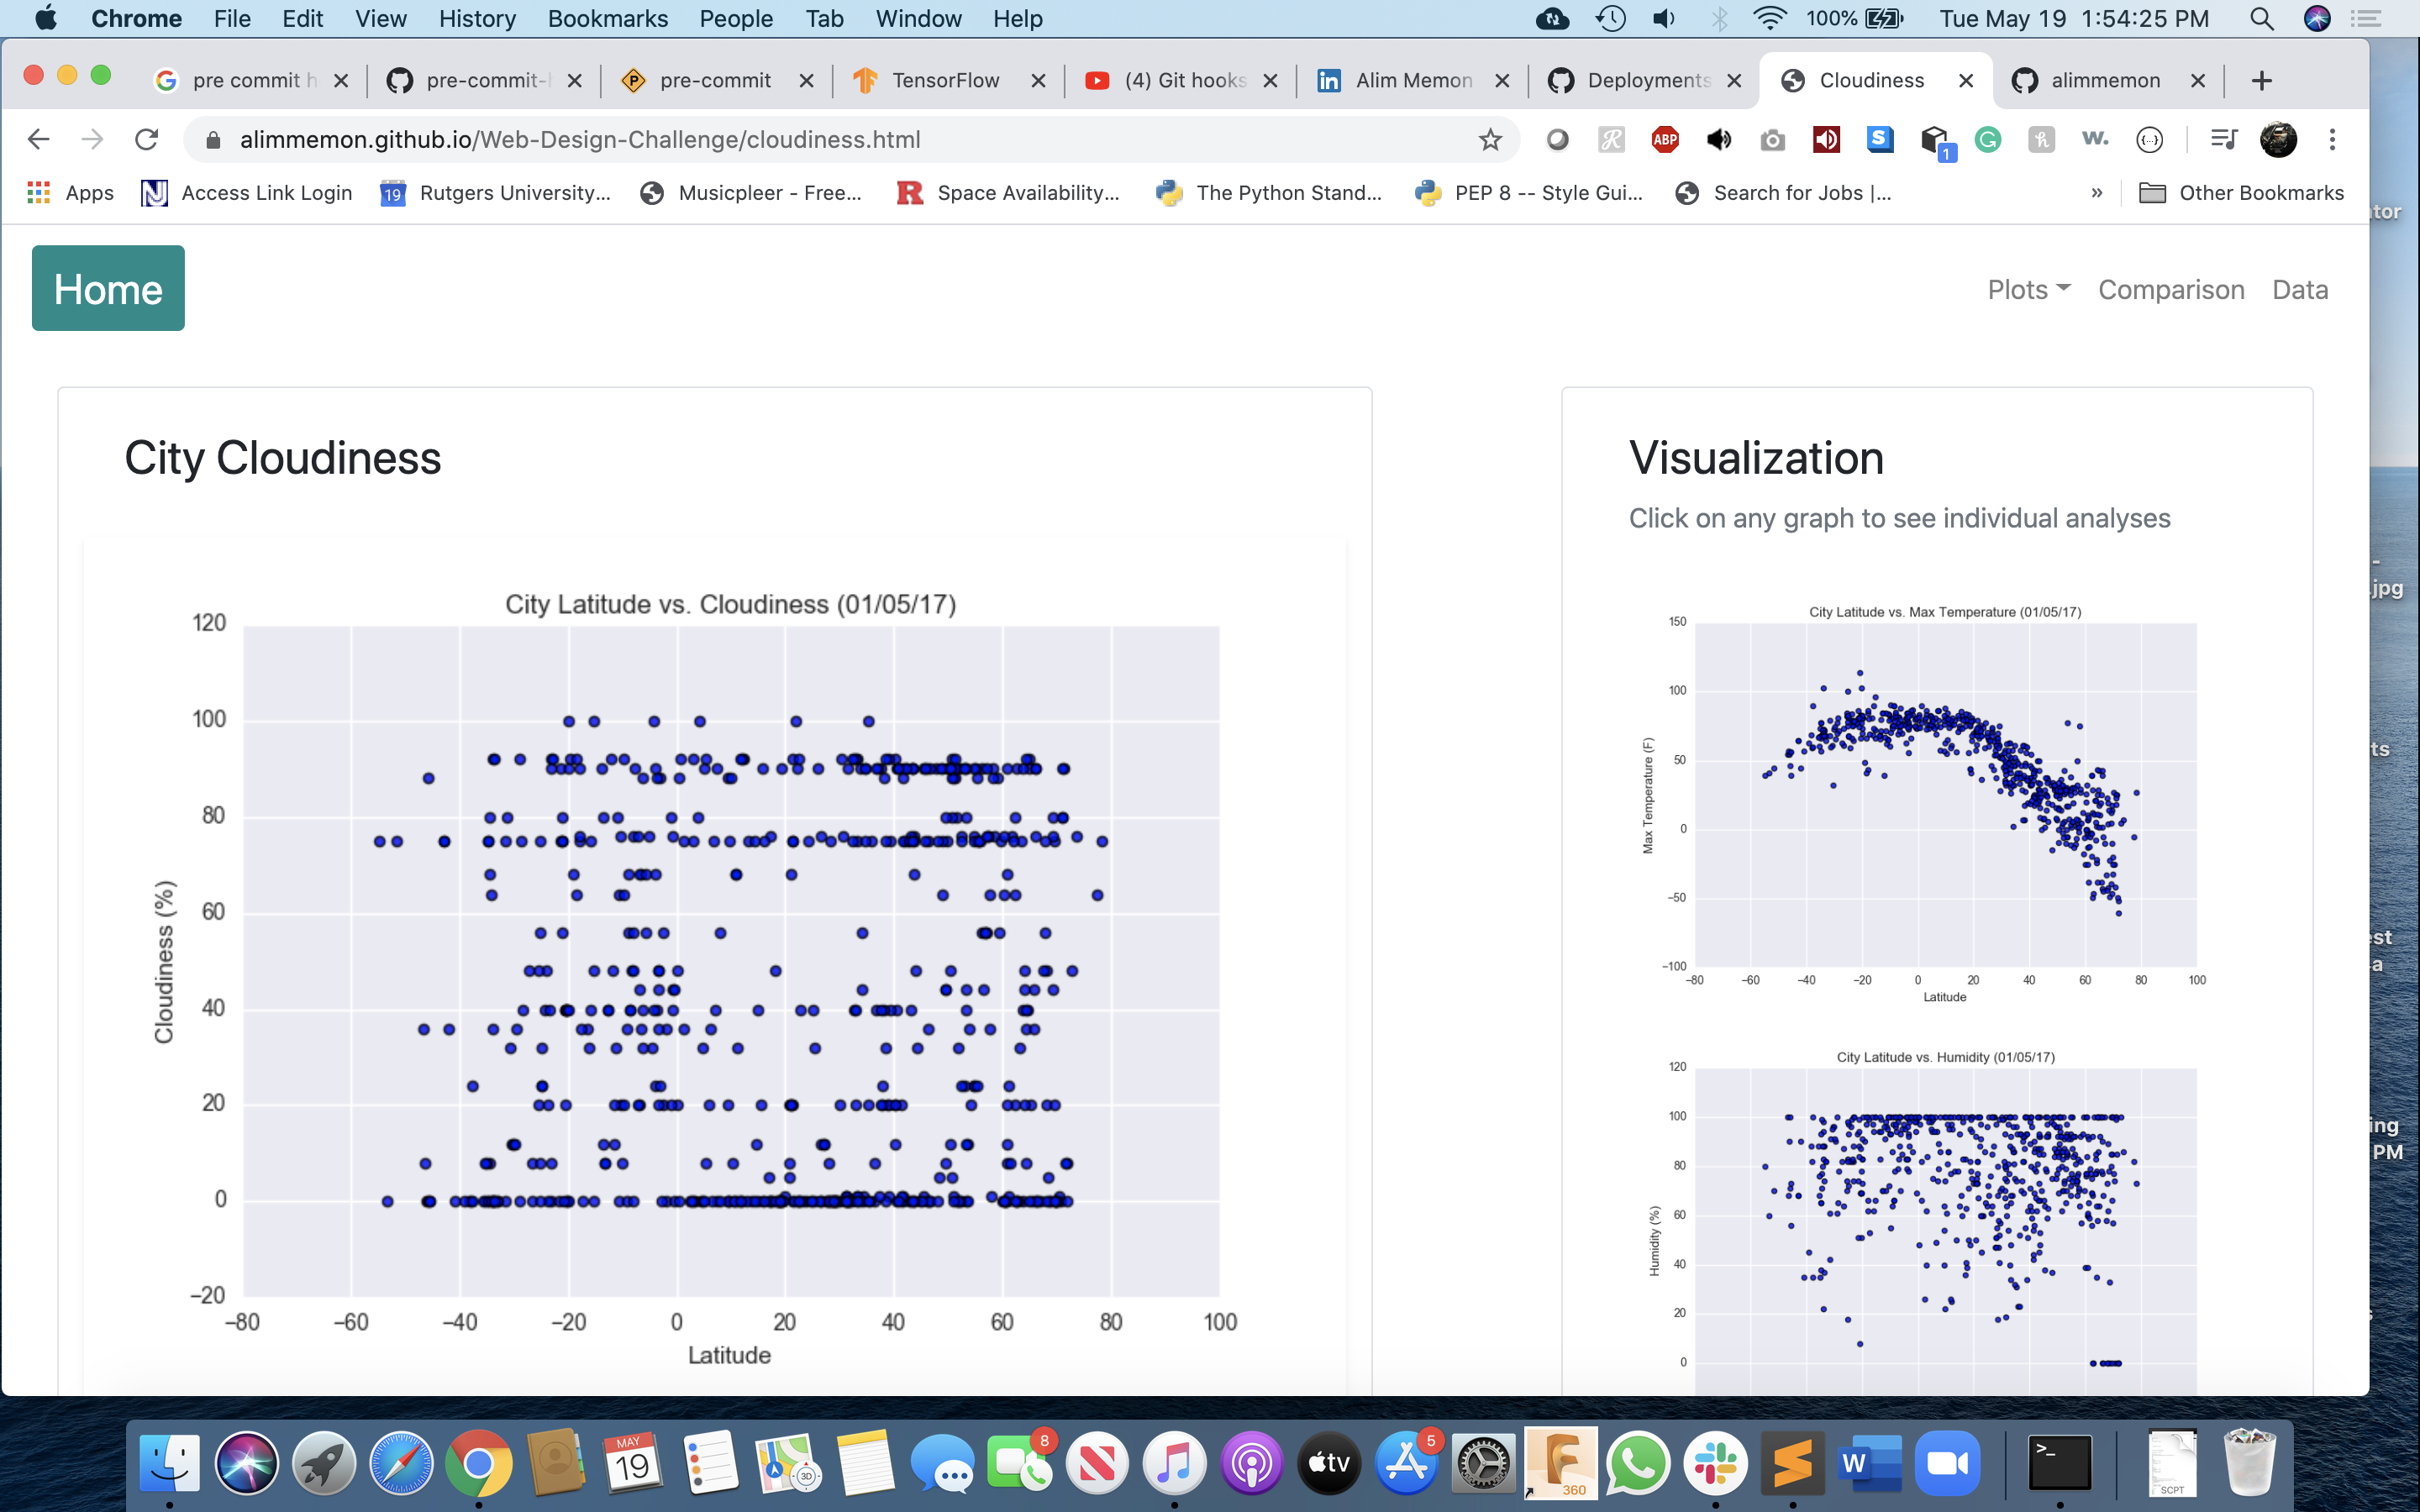 Chrome File Edit View History Bookmarks People Tab Window Help 100% Tue May 19 1:54:25 PM
pre commit h pre-commit- pre-commit TensorFlow (4) Git hooks Alim Memon Deployments Cloudiness alimmemon
alimmemon.github.io/Web-Design-Challenge/cloudiness.html
ABP S 1 G h w.
Apps Access Link Login 19 Rutgers University... Musicpleer - Free... R Space Availability... The Python Stand... PEP 8 -- Style Gui... Search for Jobs |... » Other Bookmarks
Home
Plots Comparison Data
City Cloudiness
City Latitude vs. Cloudiness (01/05/17)
120
100
80
60
40
20
0
−20
Cloudiness (%)
−80 −60 −40 −20 0 20 40 60 80 100
Latitude
Visualization
Click on any graph to see individual analyses
City Latitude vs. Max Temperature (01/05/17)
150
100
50
0
−50
−100
Max Temperature (F)
−80 −60 −40 −20 0 20 40 60 80 100
Latitude
City Latitude vs. Humidity (01/05/17)
120
100
80
60
40
20
0
Humidity (%)
tor
-
.jpg
ts
est
a
ing
PM
MAY
19
3D
8
tv
5
360
W
>_
SCPT